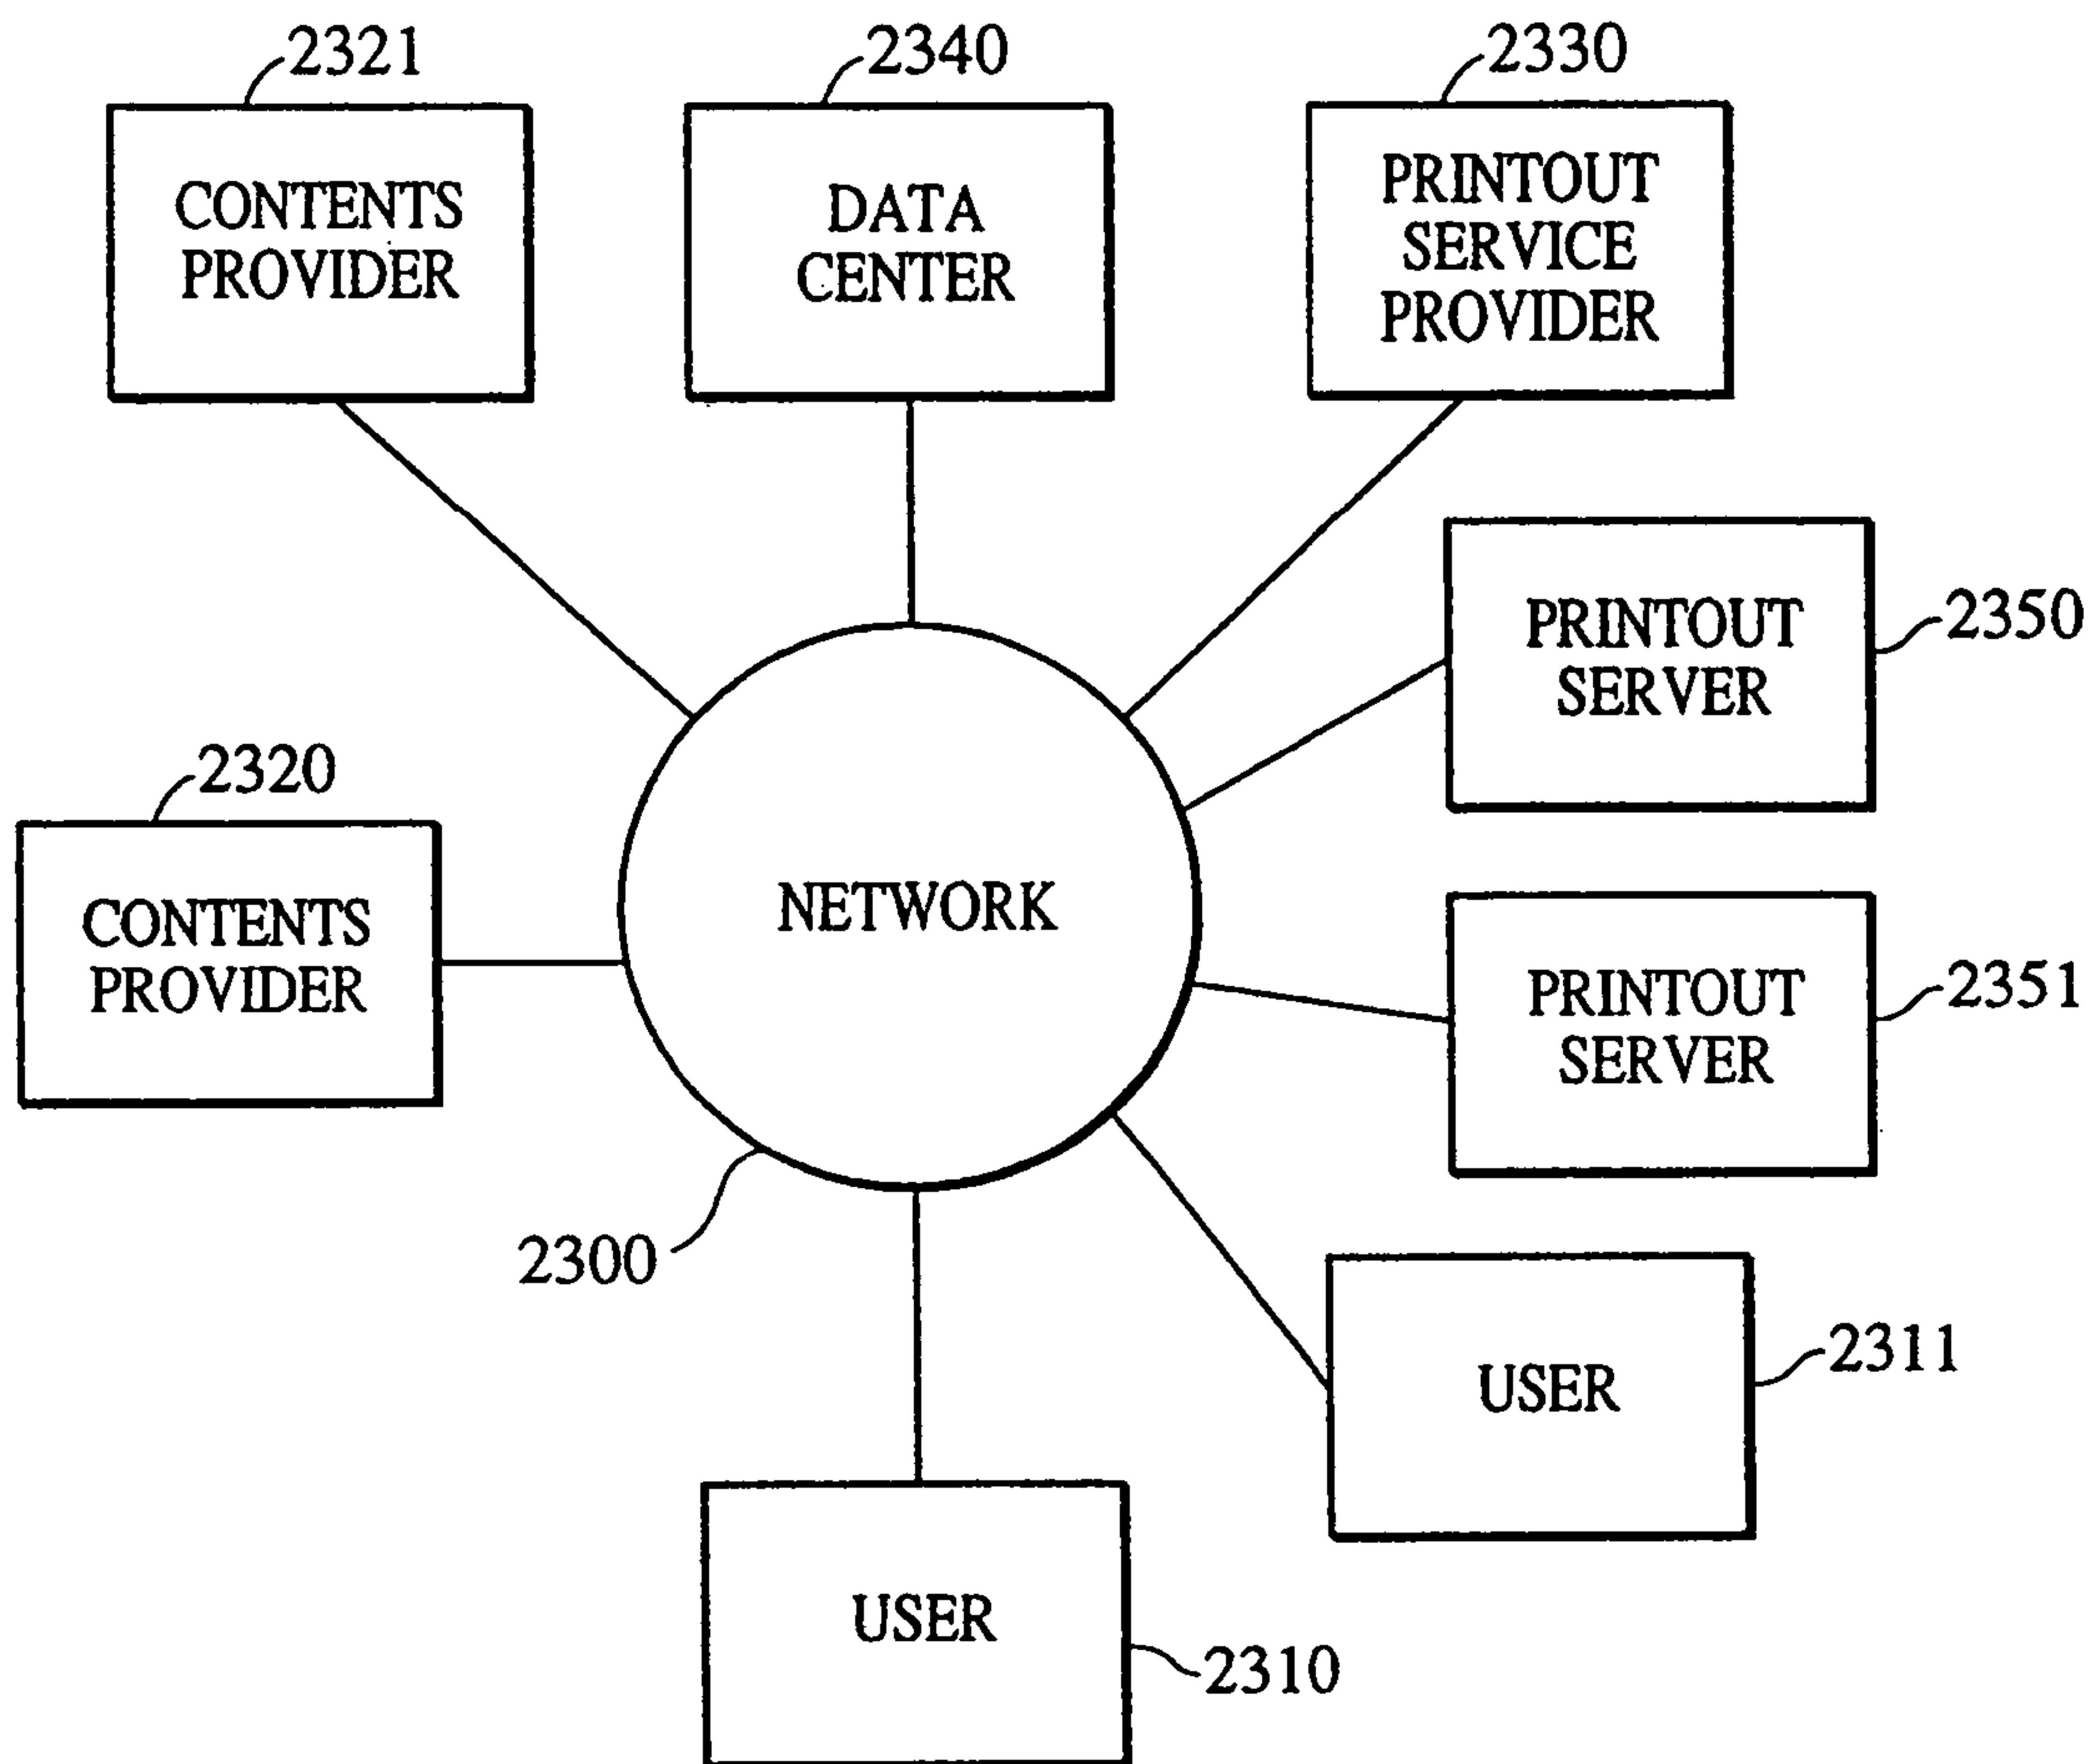 2321
2340
2330
CONTENTS
PROVIDER
DATA
CENTER
PRINTOUT
SERVICE
PROVIDER
PRINTOUT
SERVER
2350
2320
CONTENTS
PROVIDER
NETWORK
PRINTOUT
SERVER
2351
2300
USER
2311
USER
2310